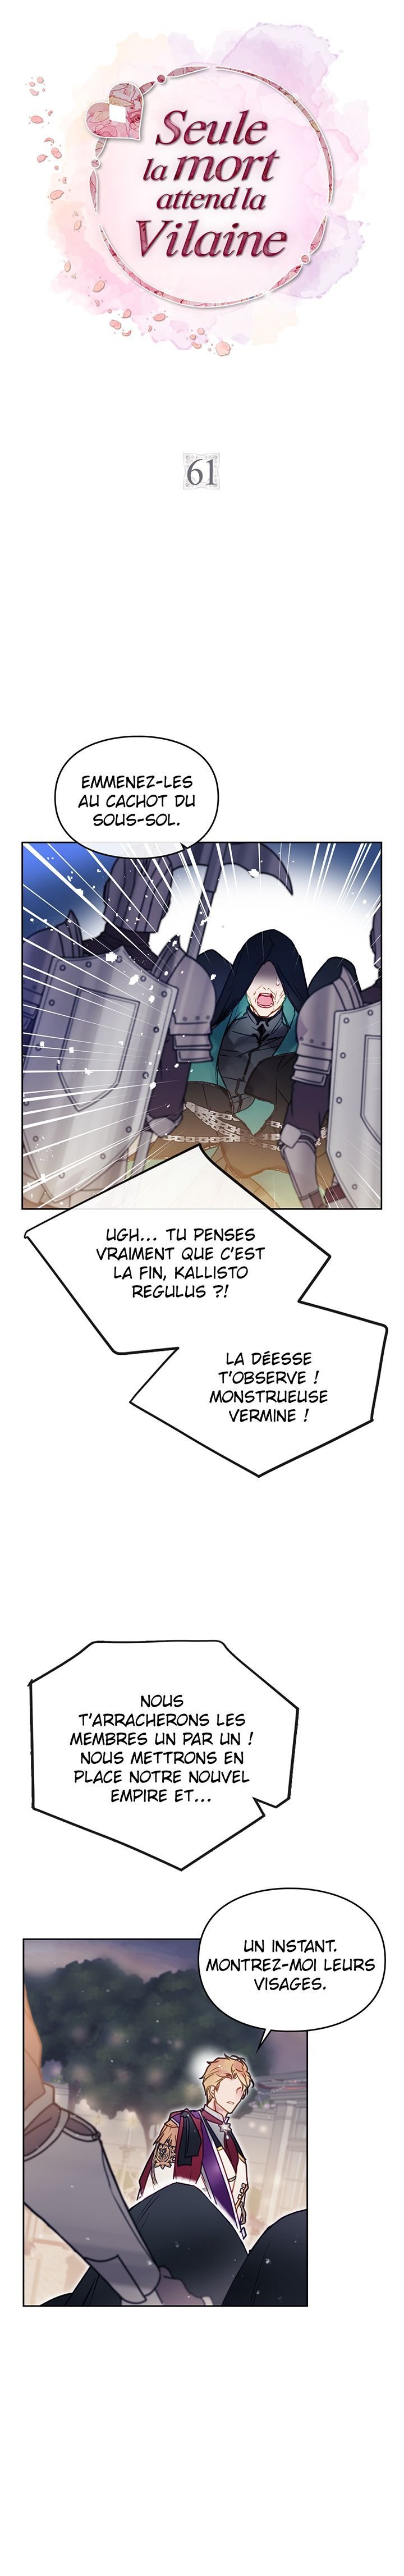 Seule
la mort
attend la
Vilaine
61
EMMENEZ-LES
AU CACHOT DU
SOUS-SOL.
UGH... TU PENSES
VRAIMENT QUE C'EST
LA FIN, KALLISTO
REGULUS ?!
LA DÉESSE
T'OBSERVE !
MONSTRUEUSE
VERMINE !
NOUS
T'ARRACHERONS LES
MEMBRES UN PAR UN !
NOUS METTRONS EN
PLACE NOTRE NOUVEL
EMPIRE ET...
UN INSTANT.
MONTREZ-MOI LEURS
VISAGES.